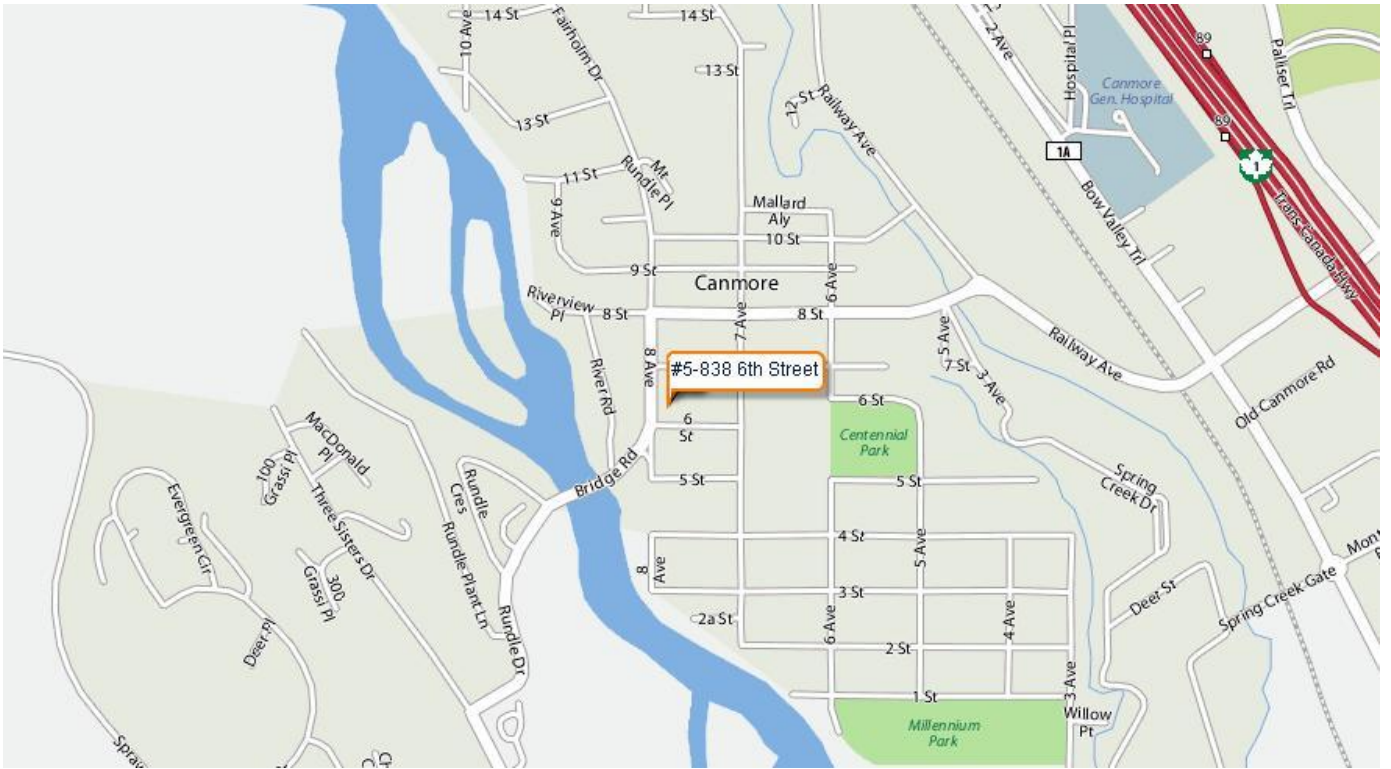 14 St
10 Ave
Fairholm Dr
14 St
13 St
2 Ave
Hospital Pl
89
Palliser Trl
Canmore
Gen. Hospital
12 St
Railway Ave
13 St
89
1A
1
Trans Canada Hwy
11 St
Mt
Rundle Pl
9 Ave
Mallard
Aly
10 St
Bow Valley Trl
9 St
Canmore
6 Ave
Riverview
Pl
8 St
7 Ave
8 St
5 Ave
Railway Ave
8 Ave
River Rd
#5-838 6th Street
7 St
3 Ave
Old Canmore Rd
6 St
6
St
Centennial
Park
MacDonald
Pl
100
Grassi Pl
Bridge Rd
5 St
5 St
Spring
Creek Dr
Evergreen Cir
Three Sisters Dr
Rundle
Cres
Rundle Plant Ln
4 St
5 Ave
8
Ave
300
Grassi Pl
3 St
Deer St
Spring Creek Gate
2a St
6 Ave
4 Ave
Deer Pl
Rundle Dr
2 St
3 Ave
1 St
Willow
Pt
Millennium
Park